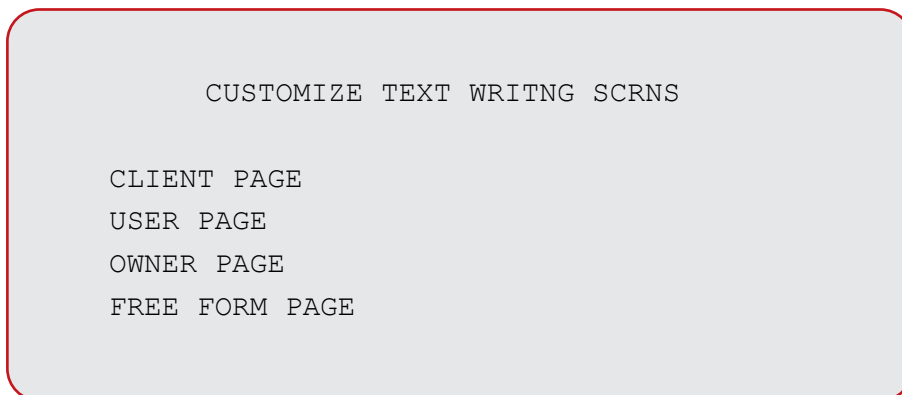 CUSTOMIZE TEXT WRITNG SCRNS
CLIENT PAGE
USER PAGE
OWNER PAGE
FREE FORM PAGE